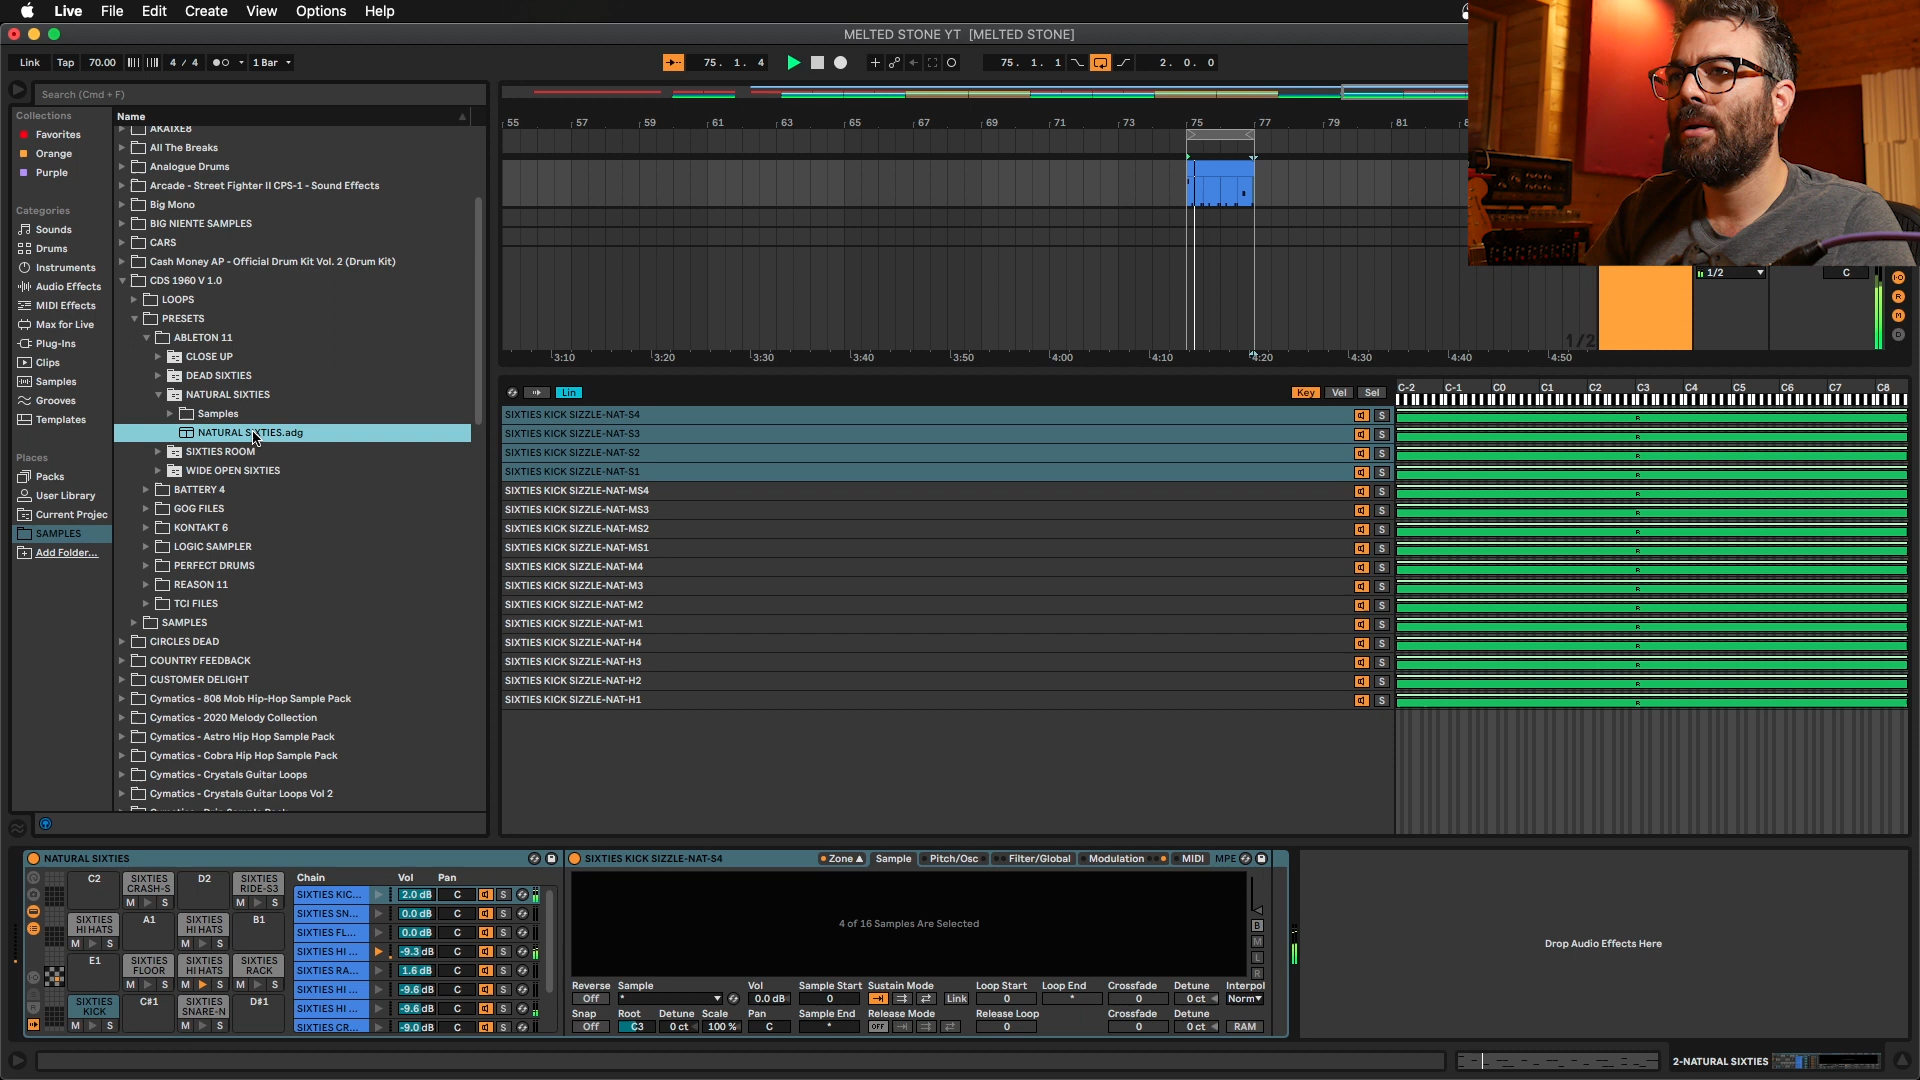 Live File Edit Create View Options Help
MELTED STONE YT [MELTED STONE]
Link Tap 70.00 4 / 4 1 Bar
75. 1. 4
75. 1. 1
2. 0. 0
Search (Cmd + F)
Collections
Favorites
Orange
Purple
Categories
Sounds
Drums
Instruments
Audio Effects
MIDI Effects
Max for Live
Plug-Ins
Clips
Samples
Grooves
Templates
Places
Packs
User Library
Current Projec
SAMPLES
Add Folder...
Name
AKAIXE8
All The Breaks
Analogue Drums
Arcade - Street Fighter II CPS-1 - Sound Effects
Big Mono
BIG NIENTE SAMPLES
CARS
Cash Money AP - Official Drum Kit Vol. 2 (Drum Kit)
CDS 1960 V 1.0
LOOPS
PRESETS
ABLETON 11
CLOSE UP
DEAD SIXTIES
NATURAL SIXTIES
Samples
NATURAL SIXTIES.adg
SIXTIES ROOM
WIDE OPEN SIXTIES
BATTERY 4
GOG FILES
KONTAKT 6
LOGIC SAMPLER
PERFECT DRUMS
REASON 11
TCI FILES
SAMPLES
CIRCLES DEAD
COUNTRY FEEDBACK
CUSTOMER DELIGHT
Cymatics - 808 Mob Hip-Hop Sample Pack
Cymatics - 2020 Melody Collection
Cymatics - Astro Hip Hop Sample Pack
Cymatics - Cobra Hip Hop Sample Pack
Cymatics - Crystals Guitar Loops
Cymatics - Crystals Guitar Loops Vol 2
55 57 59 61 63 65 67 69 71 73 75 77 79 81
1/2
C
1/2
3:10 3:20 3:30 3:40 3:50 4:00 4:10 4:20 4:30 4:40 4:50
Lin
Key Vel Sel
C-2 C-1 C0 C1 C2 C3 C4 C5 C6 C7 C8
SIXTIES KICK SIZZLE-NAT-S4 S
SIXTIES KICK SIZZLE-NAT-S3 S
SIXTIES KICK SIZZLE-NAT-S2 S
SIXTIES KICK SIZZLE-NAT-S1 S
SIXTIES KICK SIZZLE-NAT-MS4 S
SIXTIES KICK SIZZLE-NAT-MS3 S
SIXTIES KICK SIZZLE-NAT-MS2 S
SIXTIES KICK SIZZLE-NAT-MS1 S
SIXTIES KICK SIZZLE-NAT-M4 S
SIXTIES KICK SIZZLE-NAT-M3 S
SIXTIES KICK SIZZLE-NAT-M2 S
SIXTIES KICK SIZZLE-NAT-M1 S
SIXTIES KICK SIZZLE-NAT-H4 S
SIXTIES KICK SIZZLE-NAT-H3 S
SIXTIES KICK SIZZLE-NAT-H2 S
SIXTIES KICK SIZZLE-NAT-H1 S
NATURAL SIXTIES
C2
SIXTIES CRASH-S
M S
D2
SIXTIES RIDE-S3
M S
SIXTIES HI HATS
M S
A1
SIXTIES HI HATS
M S
B1
E1
SIXTIES FLOOR
M S
SIXTIES HI HATS
M S
SIXTIES RACK
M S
SIXTIES KICK
M S
C#1
SIXTIES SNARE-N
M S
D#1
Chain Vol Pan
SIXTIES KIC... 2.0 dB C S
SIXTIES SN... 0.0 dB C S
SIXTIES FL... 0.0 dB C S
SIXTIES HI ... -9.3 dB C S
SIXTIES RA... 1.6 dB C S
SIXTIES HI ... -9.6 dB C S
SIXTIES HI ... -9.6 dB C S
SIXTIES CR... -9.0 dB C S
SIXTIES KICK SIZZLE-NAT-S4
Zone Sample Pitch/Osc Filter/Global Modulation MIDI MPE
4 of 16 Samples Are Selected
B
M
L
R
Reverse Sample Vol Sample Start Sustain Mode Loop Start Loop End Crossfade Detune Interpol
Off * 0.0 dB 0 Link 0 * 0 0 ct Norm
Snap Root Detune Scale Pan Sample End Release Mode Release Loop Crossfade Detune
Off C3 0 ct 100 % C * OFF 0 0 0 ct RAM
Drop Audio Effects Here
2-NATURAL SIXTIES